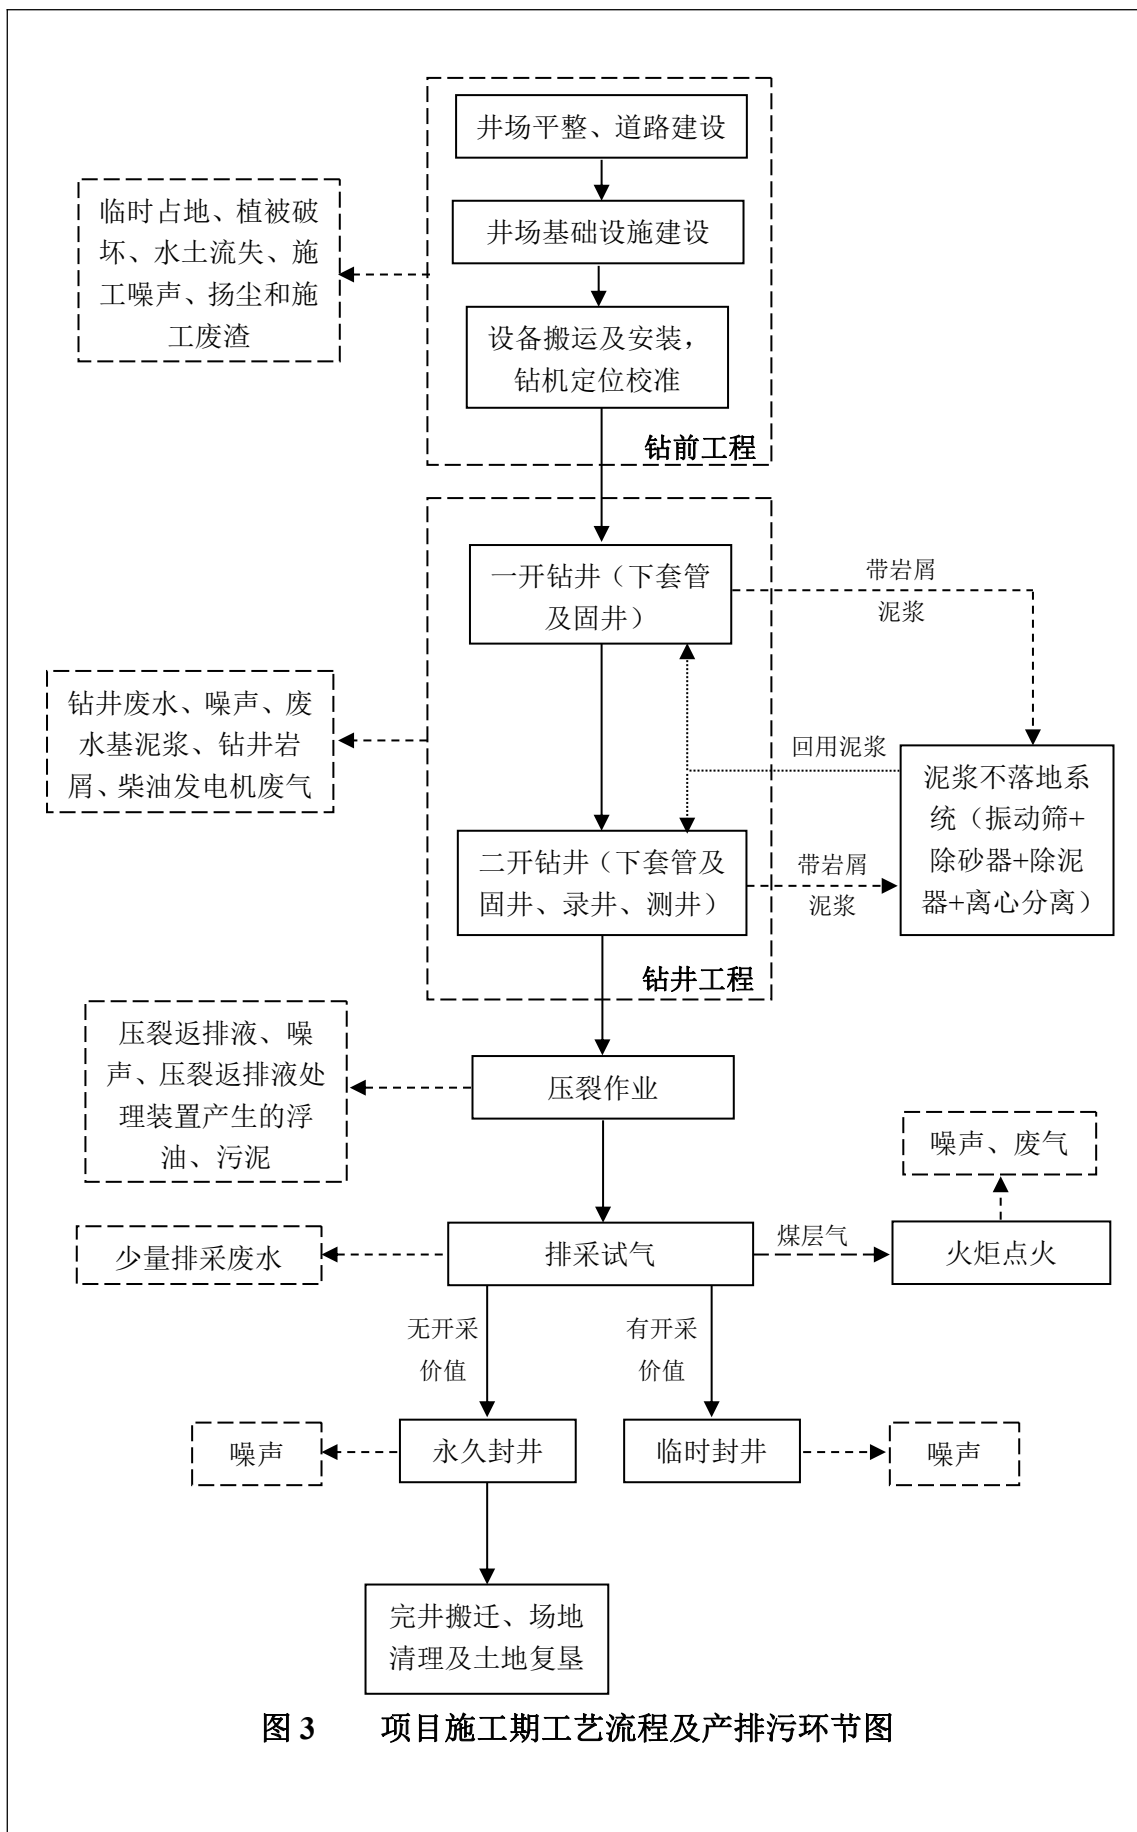 井场平整、道路建设
临时占地、植被破
坏、水土流失、施
工噪声、扬尘和施
工废渣
井场基础设施建设
设备搬运及安装，
钻机定位校准
钻前工程
一开钻井（下套管
及固井）
带岩屑
泥浆
钻井废水、噪声、废
水基泥浆、钻井岩
屑、柴油发电机废气
回用泥浆
泥浆不落地系
统（振动筛+
除砂器+除泥
器+离心分离）
二开钻井（下套管及
固井、录井、测井）
带岩屑
泥浆
钻井工程
压裂返排液、噪
声、压裂返排液处
理装置产生的浮
油、污泥
压裂作业
噪声、废气
少量排采废水
排采试气
煤层气
火炬点火
无开采
价值
有开采
价值
噪声
永久封井
临时封井
噪声
完井搬迁、场地
清理及土地复垦
图 3 项目施工期工艺流程及产排污环节图